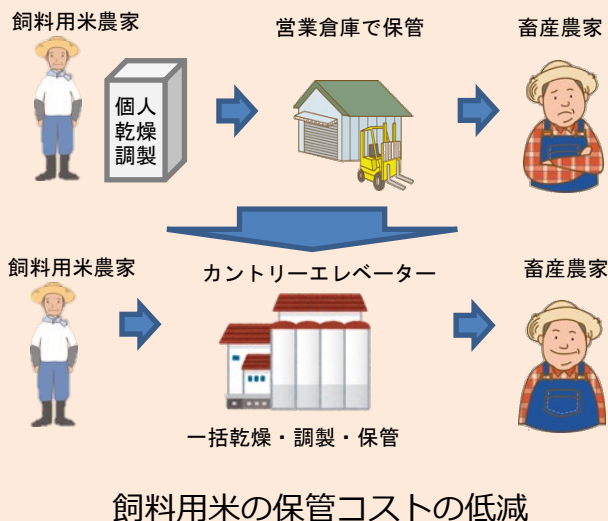 飼料用米農家
営業倉庫で保管
畜産農家
個人
乾燥
調製
飼料用米農家
カントリーエレベーター
畜産農家
一括乾燥・調製・保管
飼料用米の保管コストの低減